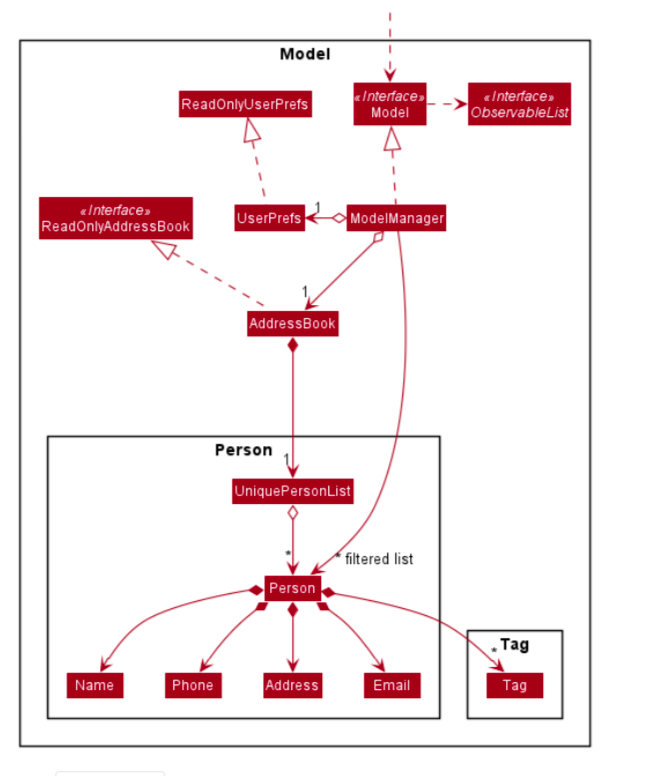 Model
ReadOnlyUserPrefs
«Interface»
Model
«Interface»
ObservableList
«Interface»
ReadOnlyAddressBook
UserPrefs
1
ModelManager
1
AddressBook
Person
1
UniquePersonList
*
* filtered list
Person
* Tag
Name
Phone
Address
Email
Tag